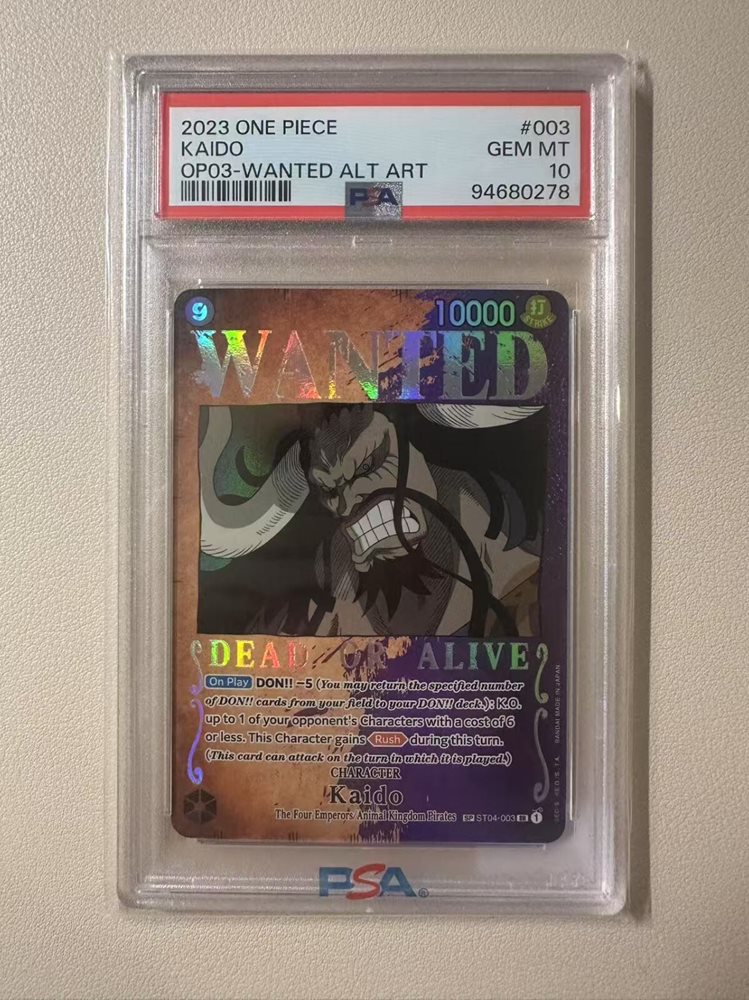 2023 ONE PIECE #003
KAIDO GEM MT
OP03-WANTED ALT ART 10
PSA 94680278
9 10000 打
STRIKE
WANTED
DEAD OR ALIVE
On Play DON!! −5 (You may return the specified number
of DON!! cards from your field to your DON!! deck.): K.O.
up to 1 of your opponent's Characters with a cost of 6
or less. This Character gains Rush during this turn.
(This card can attack on the turn in which it is played.)
CHARACTER
Kaido
The Four Emperors/Animal Kingdom Pirates SP ST04-003 SR 1
BANDAI MADE IN JAPAN
PSA